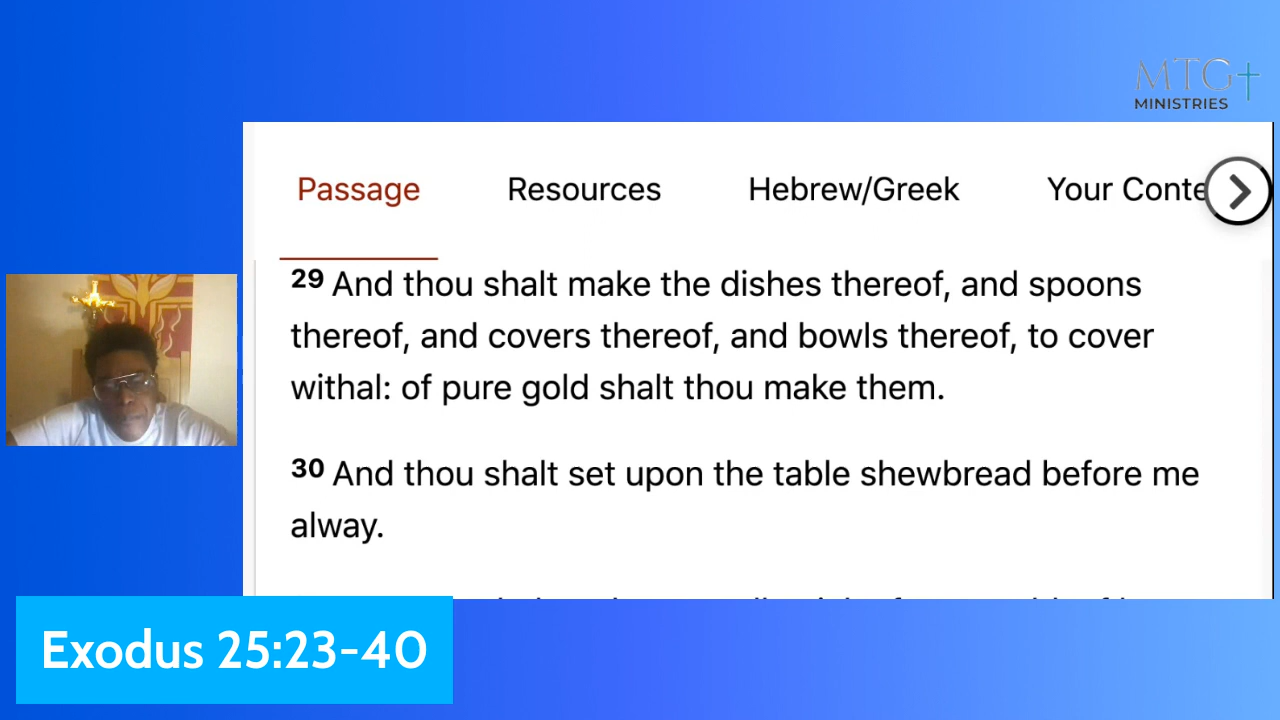 MTG
MINISTRIES
Passage Resources Hebrew/Greek Your Conte
29 And thou shalt make the dishes thereof, and spoons
thereof, and covers thereof, and bowls thereof, to cover
withal: of pure gold shalt thou make them.
30 And thou shalt set upon the table shewbread before me
alway.
Exodus 25:23-40